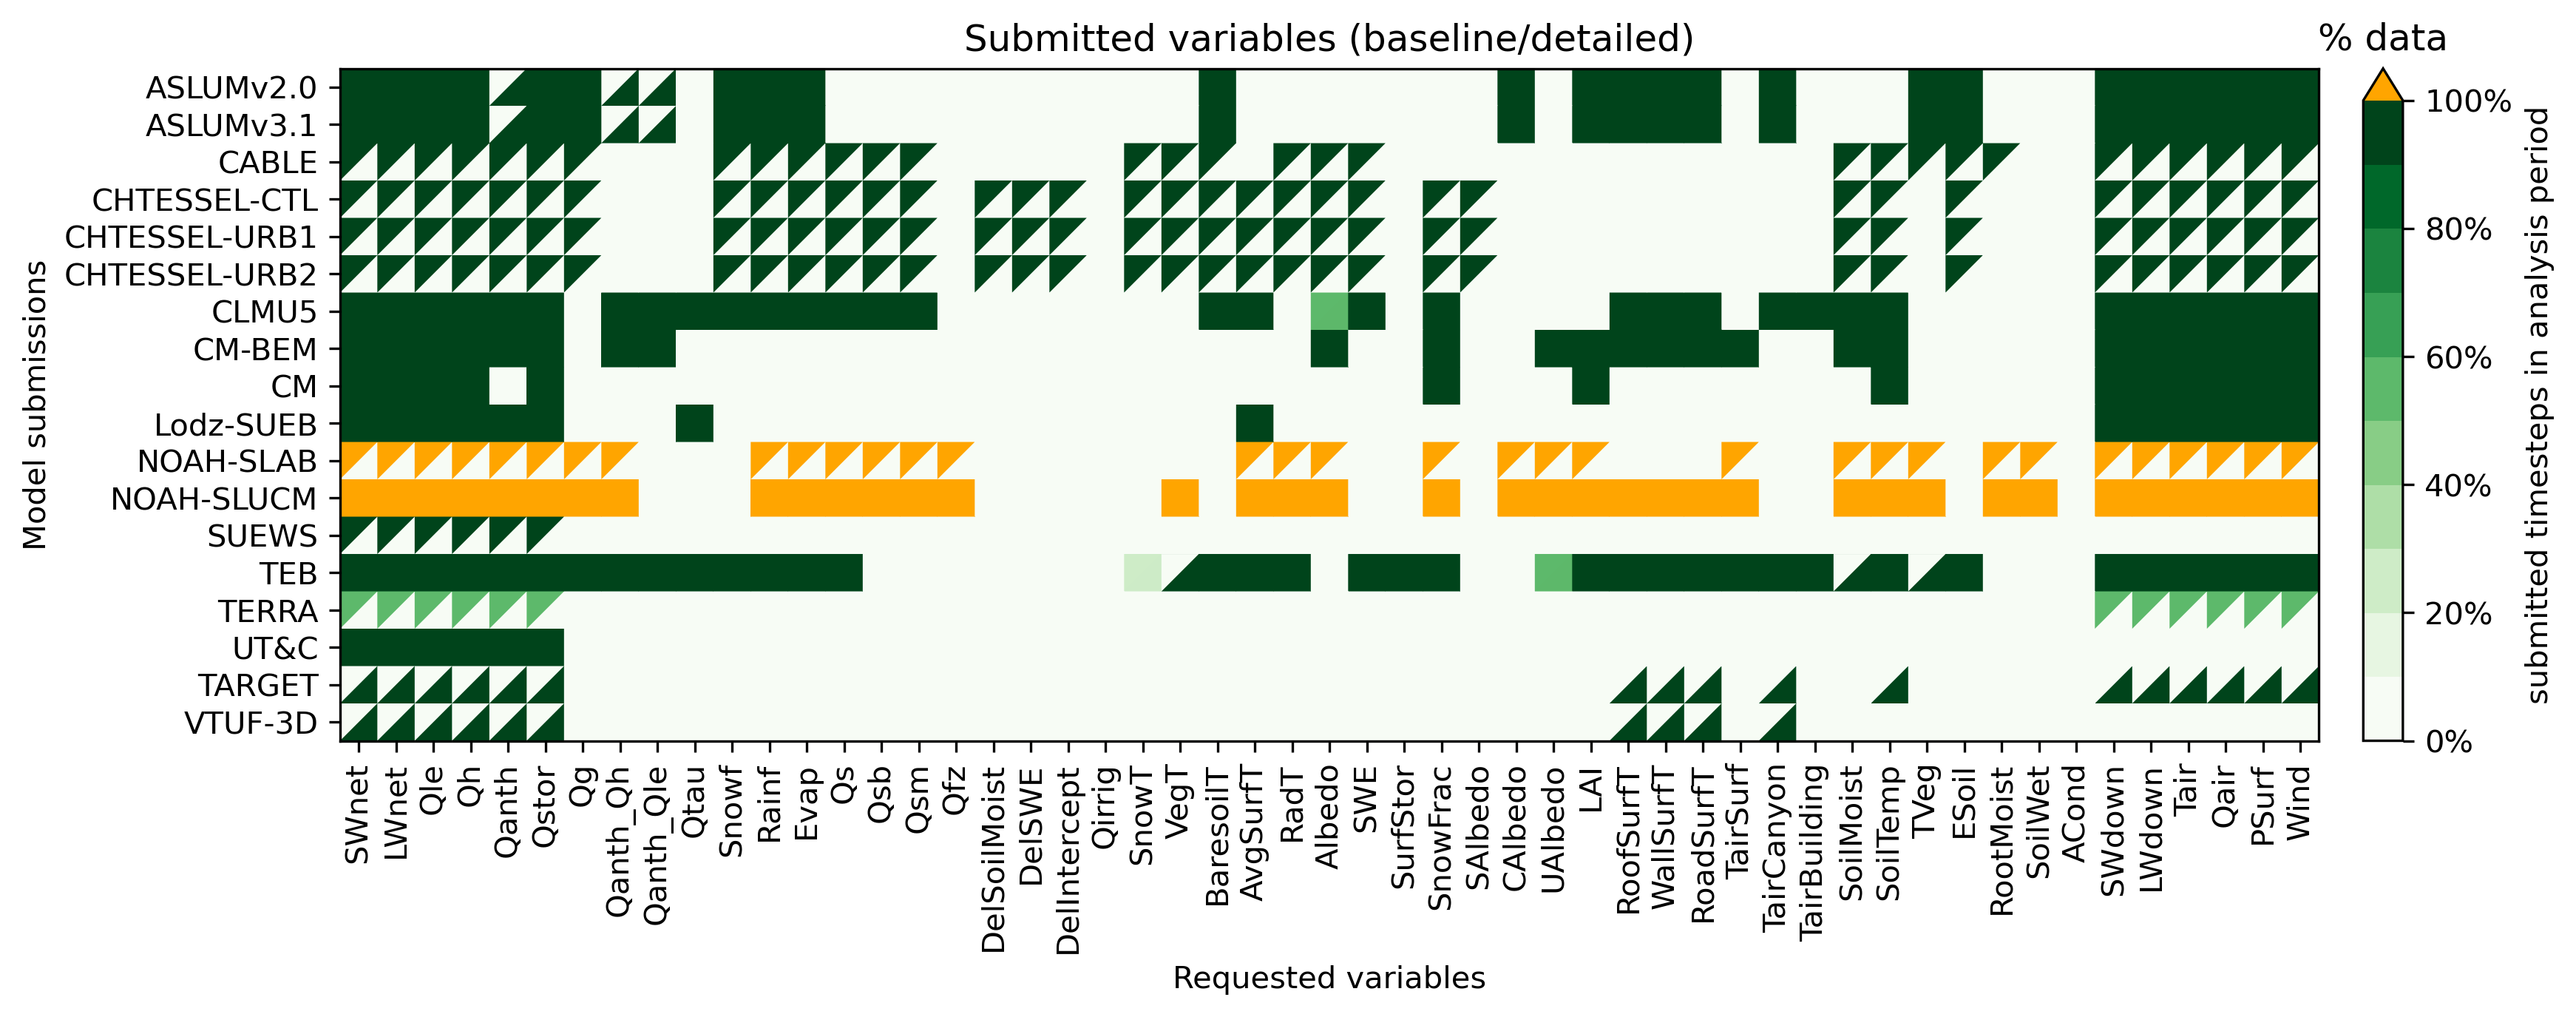 Submitted variables (baseline/detailed)
% data
Model submissions
ASLUMv2.0
ASLUMv3.1
CABLE
CHTESSEL-CTL
CHTESSEL-URB1
CHTESSEL-URB2
CLMU5
CM-BEM
CM
Lodz-SUEB
NOAH-SLAB
NOAH-SLUCM
SUEWS
TEB
TERRA
UT&C
TARGET
VTUF-3D
SWnet
LWnet
Qle
Qh
Qanth
Qstor
Qg
Qanth_Qh
Qanth_Qle
Qtau
Snowf
Rainf
Evap
Qs
Qsb
Qsm
Qfz
DelSoilMoist
DelSWE
DelIntercept
Qirrig
SnowT
VegT
BaresoilT
AvgSurfT
RadT
Albedo
SWE
SurfStor
SnowFrac
SAlbedo
CAlbedo
UAlbedo
LAI
RoofSurfT
WallSurfT
RoadSurfT
TairSurf
TairCanyon
TairBuilding
SoilMoist
SoilTemp
TVeg
ESoil
RootMoist
SoilWet
ACond
SWdown
LWdown
Tair
Qair
PSurf
Wind
Requested variables
100%
80%
60%
40%
20%
0%
submitted timesteps in analysis period